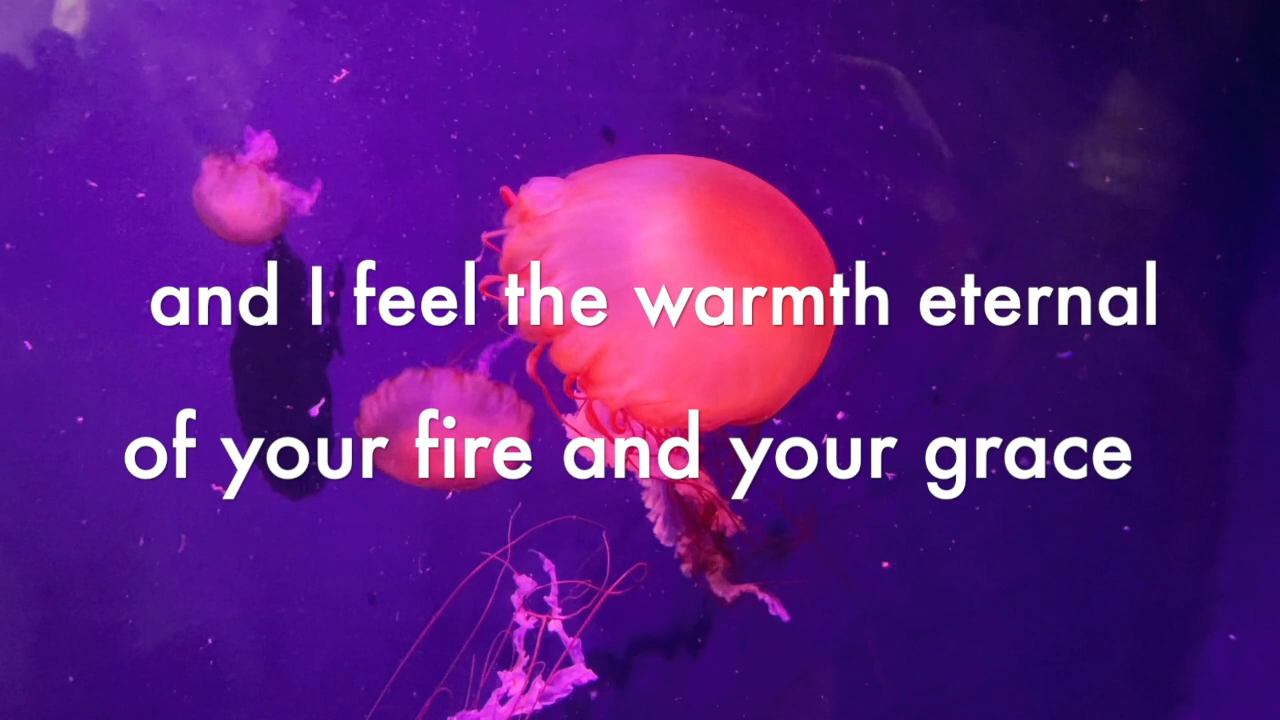 and I feel the warmth eternal
of your fire and your grace